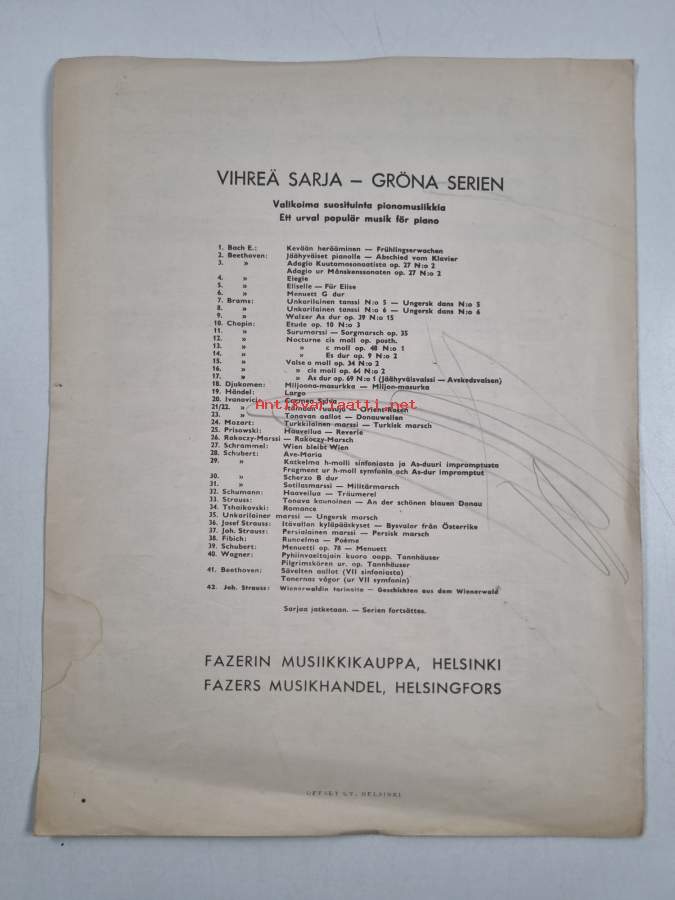 VIHREÄ SARJA — GRÖNA SERIEN
Valikoima suosituinta pianomusiikkia
Ett urval populär musik för piano
1. Bach E.: Kevään herääminen — Frühlingserwachen
2. Beethoven: Jäähyväiset pianolle — Abschied vom Klavier
3. » Adagio Kuutamosonaatista op. 27 N:o 2
Adagio ur Månskenssonaten op. 27 N:o 2
4. » Elegie
5. » Eliselle — Für Elise
6. » Menuett G dur
7. Brams: Unkarilainen tanssi N:o 5 — Ungersk dans N:o 5
8. » Unkarilainen tanssi N:o 6 — Ungersk dans N:o 6
9. » Walzer As dur op. 39 N:o 15
10. Chopin: Etude op. 10 N:o 3
11. » Surumarssi — Sorgmarsch op. 35
12. » Nocturne cis moll op. posth.
13. » » c moll op. 48 N:o 1
14. » » Es dur op. 9 N:o 2
15. » Valse a moll op. 34 N:o 2
16. » » cis moll op. 64 N:o 2
17. » » As dur op. 69 N:o 1 (Jäähyväisvalssi — Avskedsvalsen)
18. Djukomen: Miljoona-masurkka — Miljon-masurka
19. Händel: Largo
20. Ivanovici: Carmen Sylva
21/22. » Itämaan ruusuja — Orient-Rosen
23. » Tonavan aallot — Donauwellen
24. Mozart: Turkkilainen marssi — Turkisk marsch
25. Prisowski: Haaveilua — Reverie
26. Rakoczy-Marssi — Rakoczy-Marsch
27. Schrammel: Wien bleibt Wien
28. Schubert: Ave-Maria
29. » Katkelma h-molli sinfoniasta ja As-duuri impromptusta
Fragment ur h-moll symfonin och As-dur impromptut
30. » Scherzo B dur
31. » Sotilasmarssi — Militärmarsch
32. Schumann: Haaveilua — Träumerei
33. Strauss: Tonava kaunoinen — An der schönen blauen Donau
34. Tshaikovski: Romance
35. Unkarilainen marssi — Ungersk marsch
36. Josef Strauss: Itävallan kyläpääskyset — Bysvalor från Österrike
37. Joh. Strauss: Persialainen marssi — Persisk marsch
38. Fibich: Runoelma — Poème
39. Schubert: Menuetti op. 78 — Menuett
40. Wagner: Pyhiinvaeltajain kuoro oopp. Tannhäuser
Pilgrimskören ur. op. Tannhäuser
41. Beethoven: Sävelten aallot (VII sinfoniasta)
Tonernas vågor (ur VII symfonin)
42. Joh. Strauss: Wienerwaldin tarinoita — Geschichten aus dem Wienerwald
Sarjaa jatketaan. — Serien fortsättes.
Antikvariaatti.net
FAZERIN MUSIIKKIKAUPPA, HELSINKI
FAZERS MUSIKHANDEL, HELSINGFORS
OFFSET OY. HELSINKI